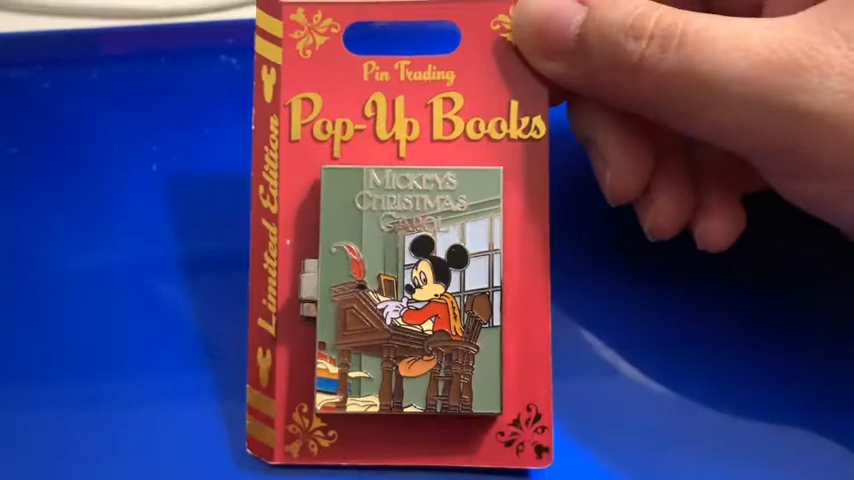 Pin Trading
Pop-Up Books
Limited Edition
MICKEY'S
CHRISTMAS
CAROL